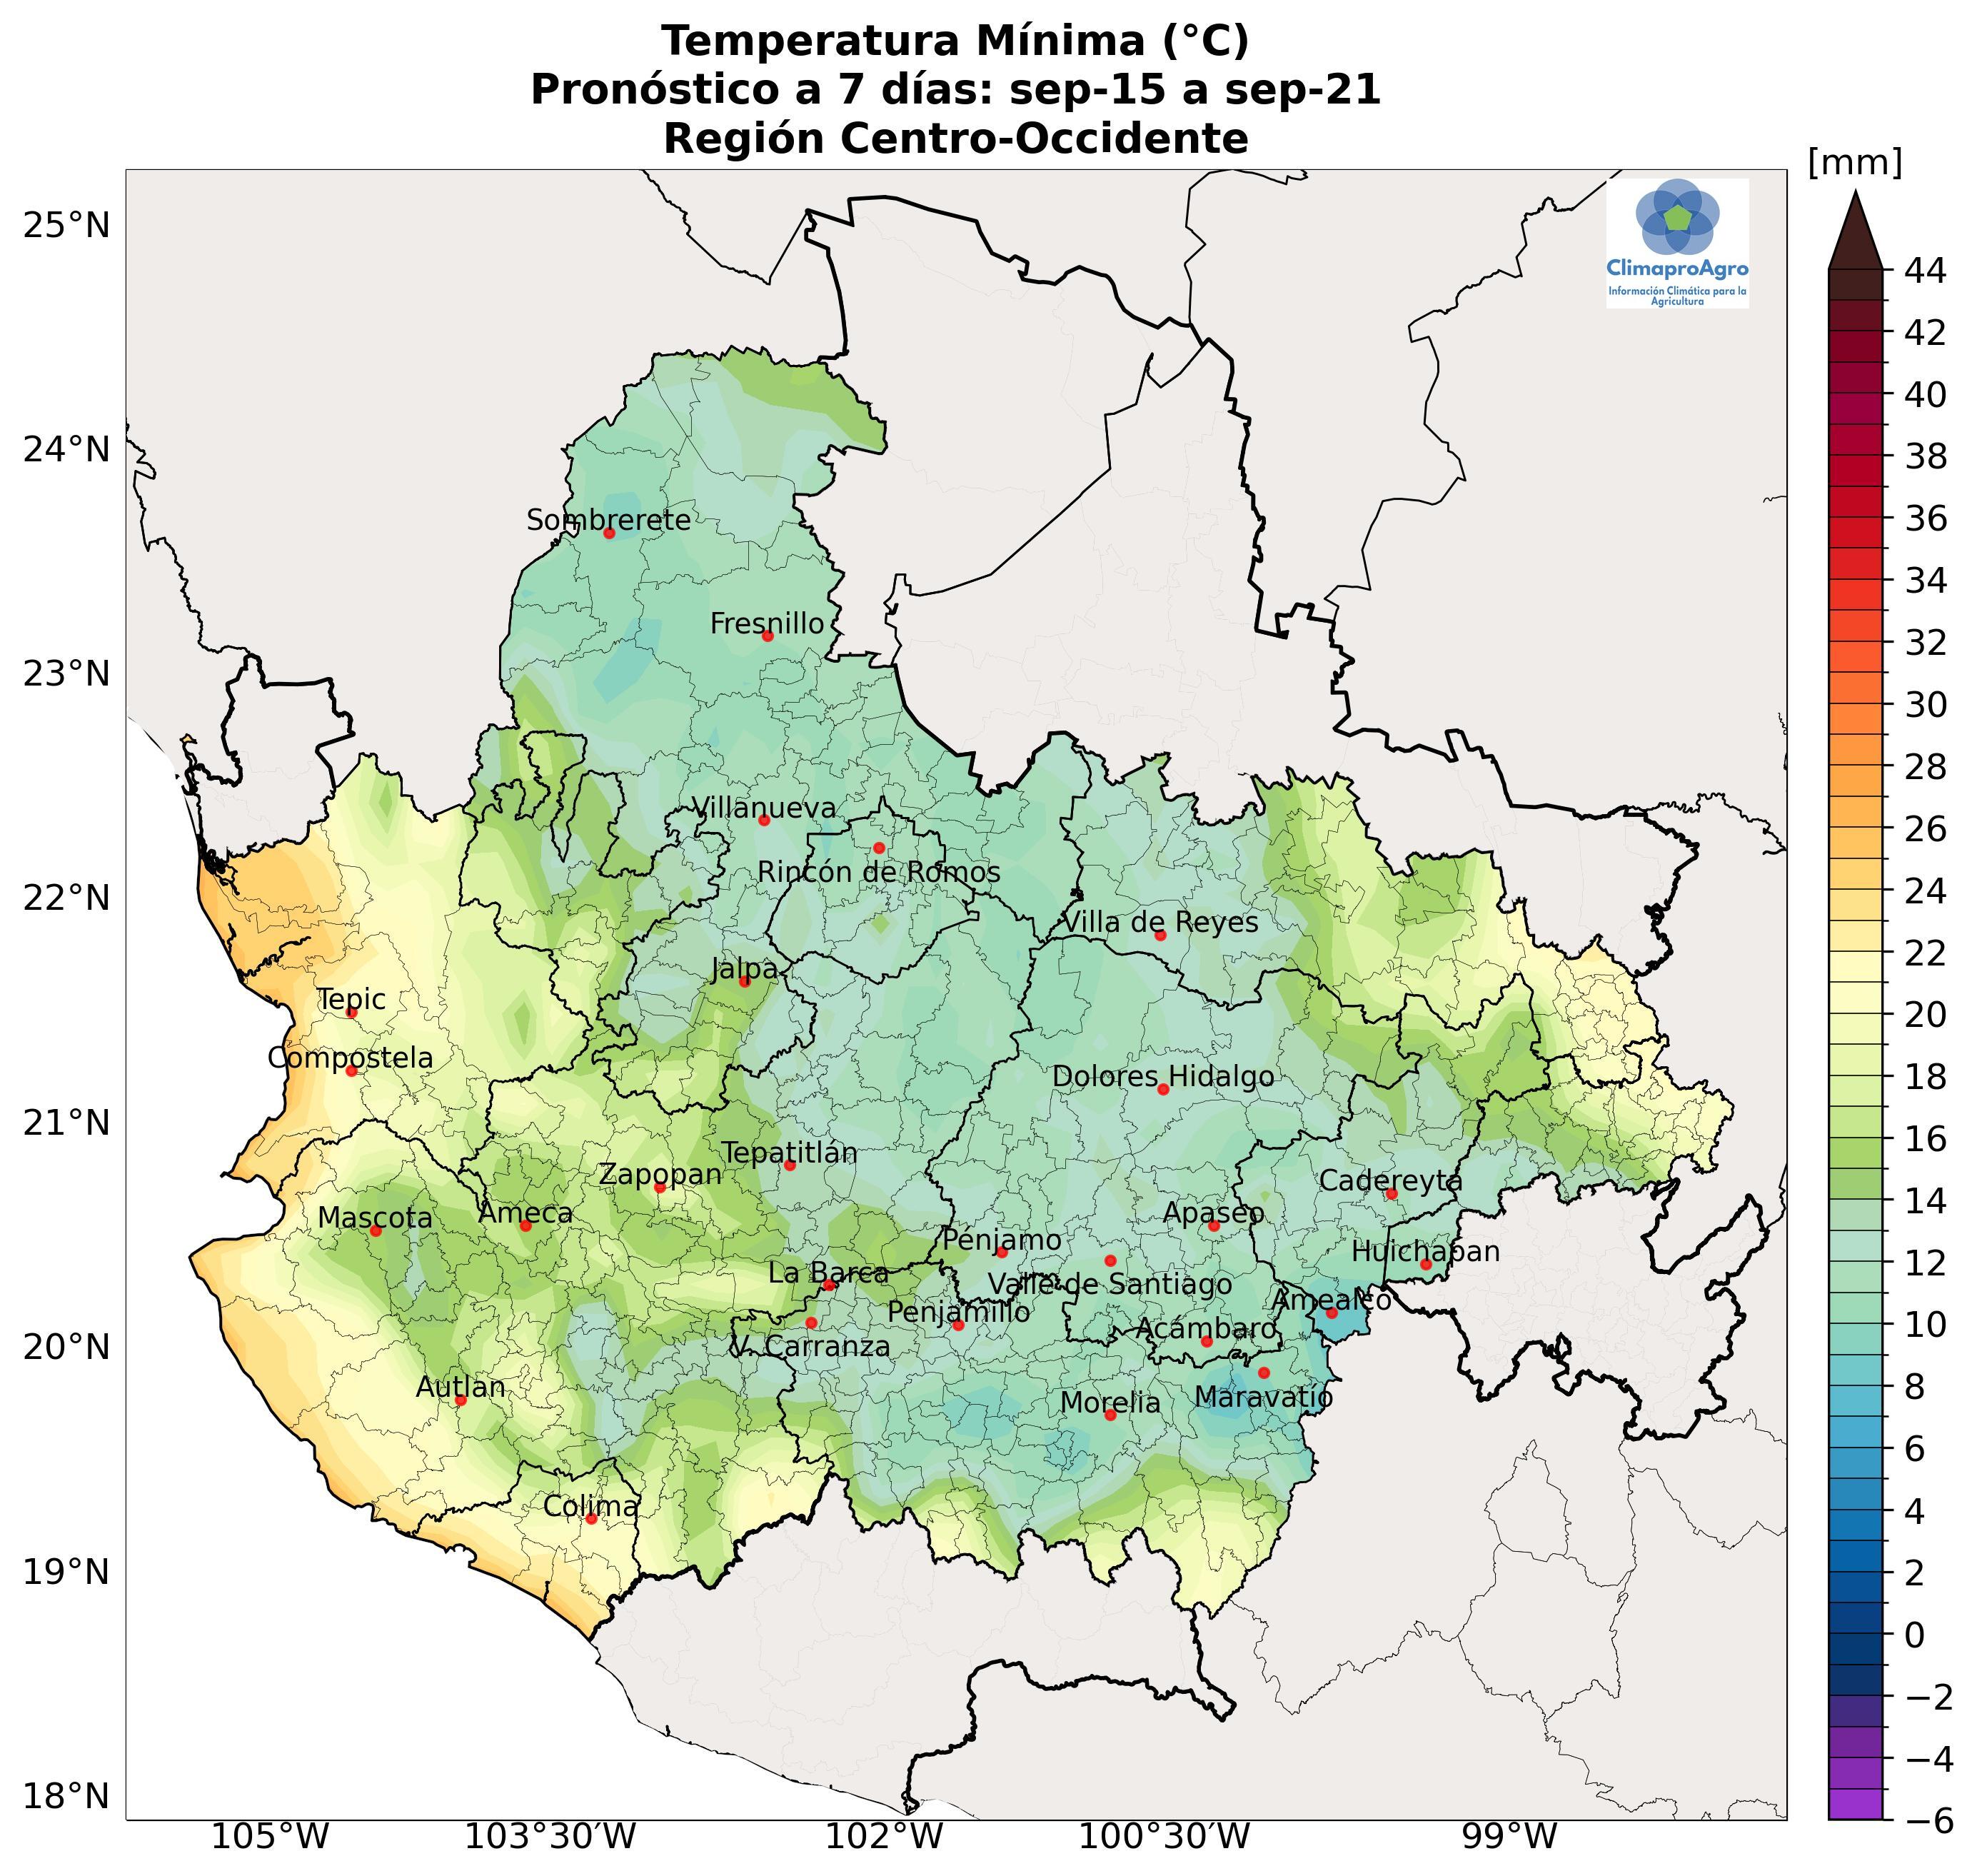 Temperatura Mínima (°C)
Pronóstico a 7 días: sep-15 a sep-21
Región Centro-Occidente
[mm]
25°N
ClimaproAgro
Información Climática para la
Agricultura
44
42
40
24°N
38
Sombrerete
36
34
Fresnillo
32
23°N
30
28
Villanueva
26
Rincón de Romos
22°N
24
Villa de Reyes
22
Jalpa
Tepic
20
Compostela
Dolores Hidalgo
18
21°N
16
Tepatitlán
Zapopan
Cadereyta
14
Mascota
Ameca
Apaseo
Pénjamo
Huichapan
12
La Barca
Valle de Santiago
Amealco
Penjamillo
10
Acámbaro
20°N
V. Carranza
8
Autlan
Maravatío
Morelia
6
Colima
4
19°N
2
0
−2
−4
18°N
−6
105°W
103°30′W
102°W
100°30′W
99°W